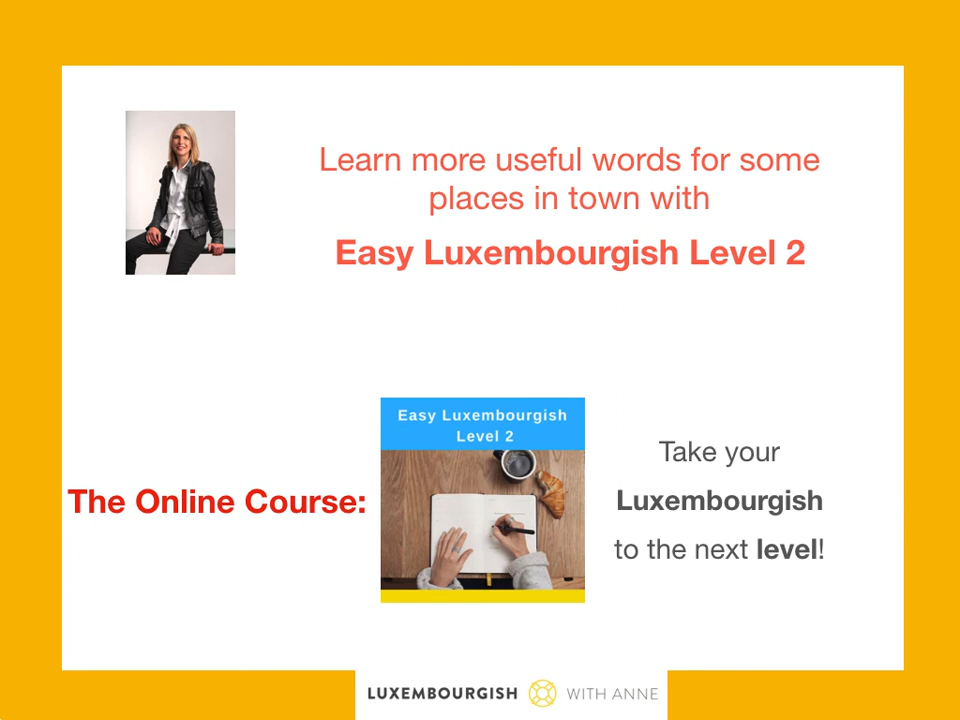 Learn more useful words for some
places in town with
Easy Luxembourgish Level 2
The Online Course:
Easy Luxembourgish
Level 2
Take your
Luxembourgish
to the next level!
LUXEMBOURGISH WITH ANNE